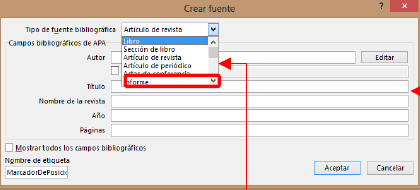 Crear fuente
Tipo de fuente bibliográfica Artículo de revista
Libro
Sección de libro
Artículo de revista
Artículo de periódico
Actas de conferencia
Informe
Campos bibliográficos de APA
Autor Editar
Título
Nombre de la revista
Año
Páginas
Mostrar todos los campos bibliográficos
Nombre de etiqueta
MarcadorDePosici
Aceptar Cancelar